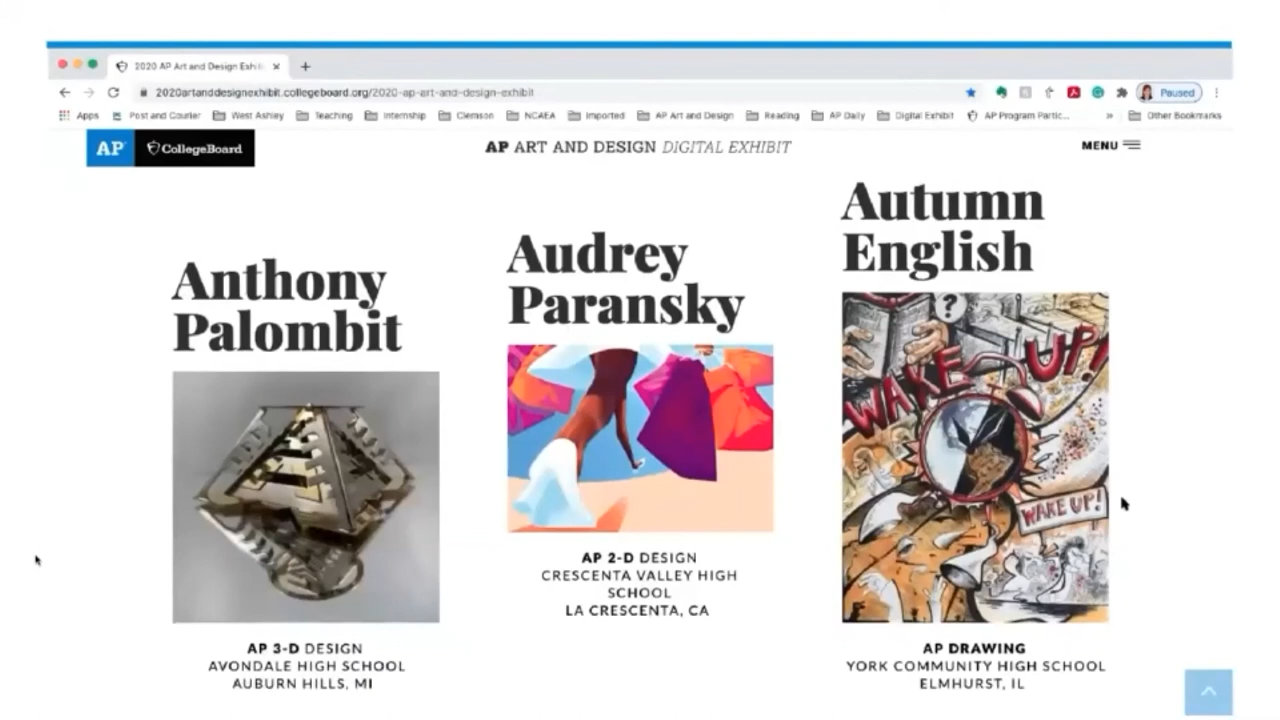 2020 AP Art and Design Exhib
2020artanddesignexhibit.collegeboard.org/2020-ap-art-and-design-exhibit
Paused
Apps Post and Courier West Ashley Teaching Internship Clemson NCAEA Imported AP Art and Design Reading AP Daily Digital Exhibit AP Program Partic... » Other Bookmarks
AP CollegeBoard
AP ART AND DESIGN DIGITAL EXHIBIT
MENU
Anthony
Palombit
AP 3-D DESIGN
AVONDALE HIGH SCHOOL
AUBURN HILLS, MI
Audrey
Paransky
AP 2-D DESIGN
CRESCENTA VALLEY HIGH
SCHOOL
LA CRESCENTA, CA
Autumn
English
?
WAKE UP!
WAKE UP!
AP DRAWING
YORK COMMUNITY HIGH SCHOOL
ELMHURST, IL